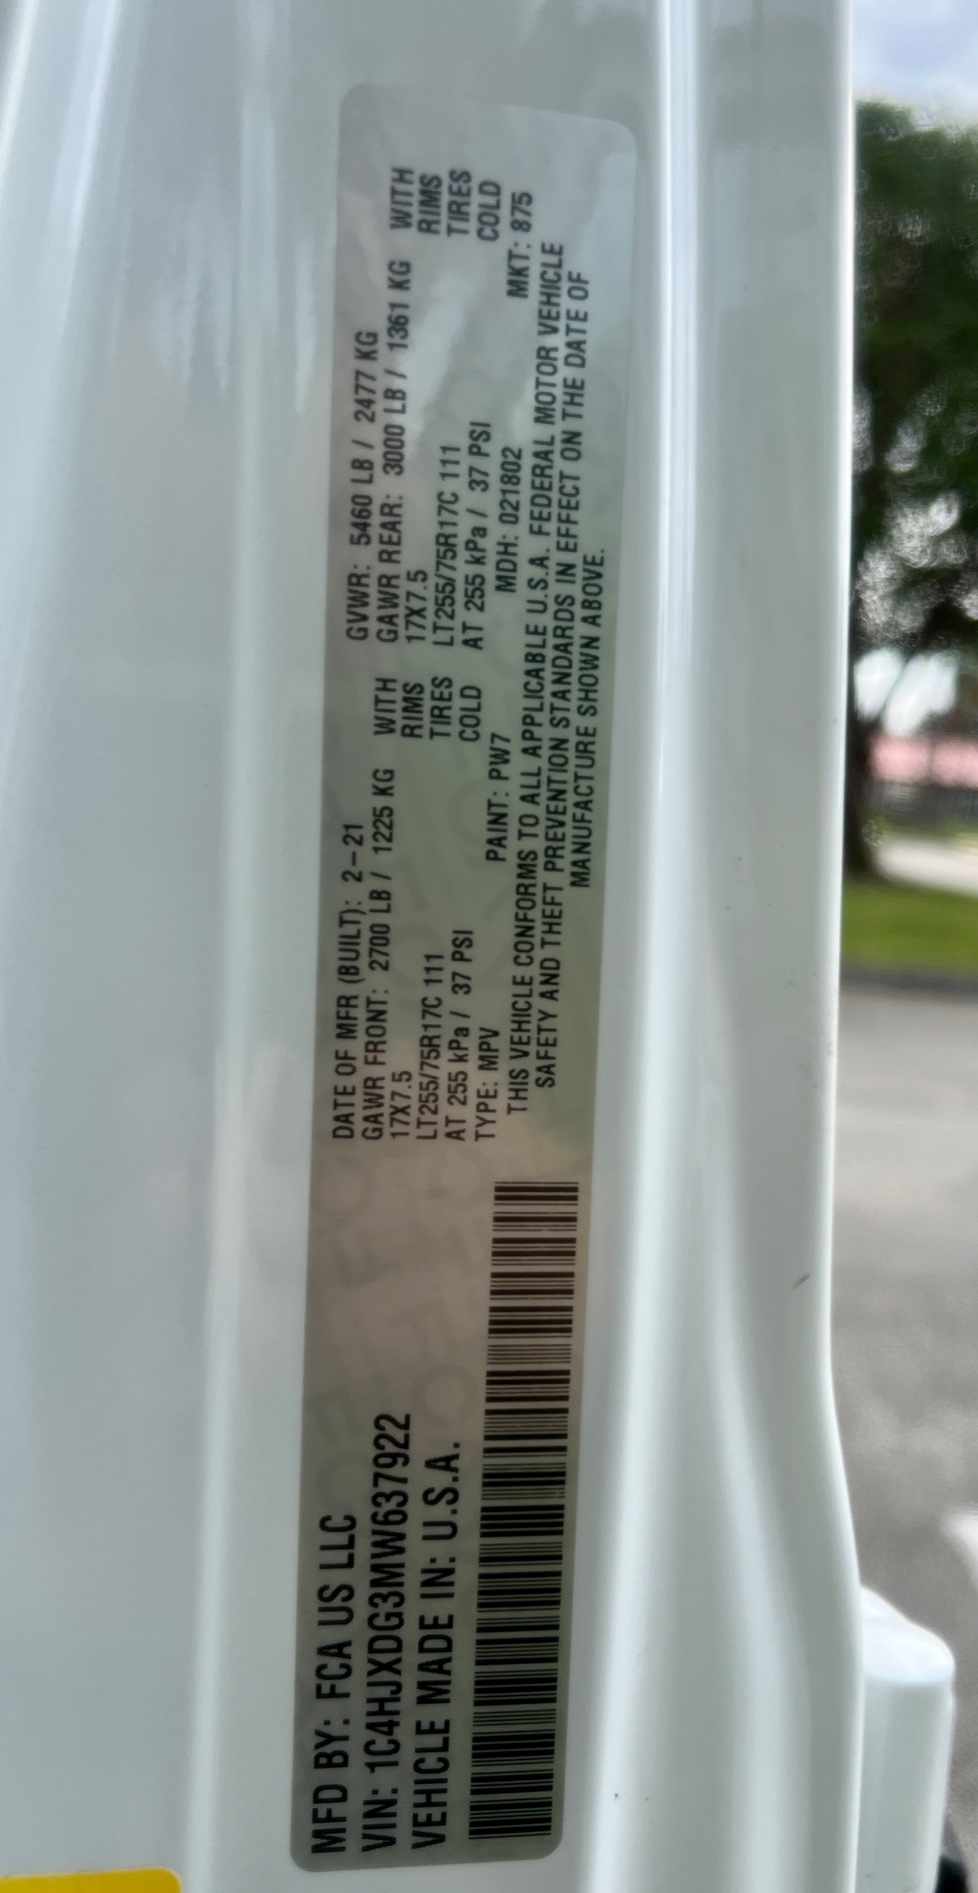 MFD BY: FCA US LLC
VIN: 1C4HJXDG3MW637922
VEHICLE MADE IN: U.S.A.
DATE OF MFR (BUILT): 2-21 GVWR: 5460 LB / 2477 KG
GAWR FRONT: 2700 LB / 1225 KG WITH GAWR REAR: 3000 LB / 1361 KG WITH
17X7.5 RIMS 17X7.5 RIMS
LT255/75R17C 111 TIRES LT255/75R17C 111 TIRES
AT 255 kPa / 37 PSI COLD AT 255 kPa / 37 PSI COLD
TYPE: MPV PAINT: PW7 MDH: 021802 MKT: 875
THIS VEHICLE CONFORMS TO ALL APPLICABLE U.S.A. FEDERAL MOTOR VEHICLE
SAFETY AND THEFT PREVENTION STANDARDS IN EFFECT ON THE DATE OF
MANUFACTURE SHOWN ABOVE.